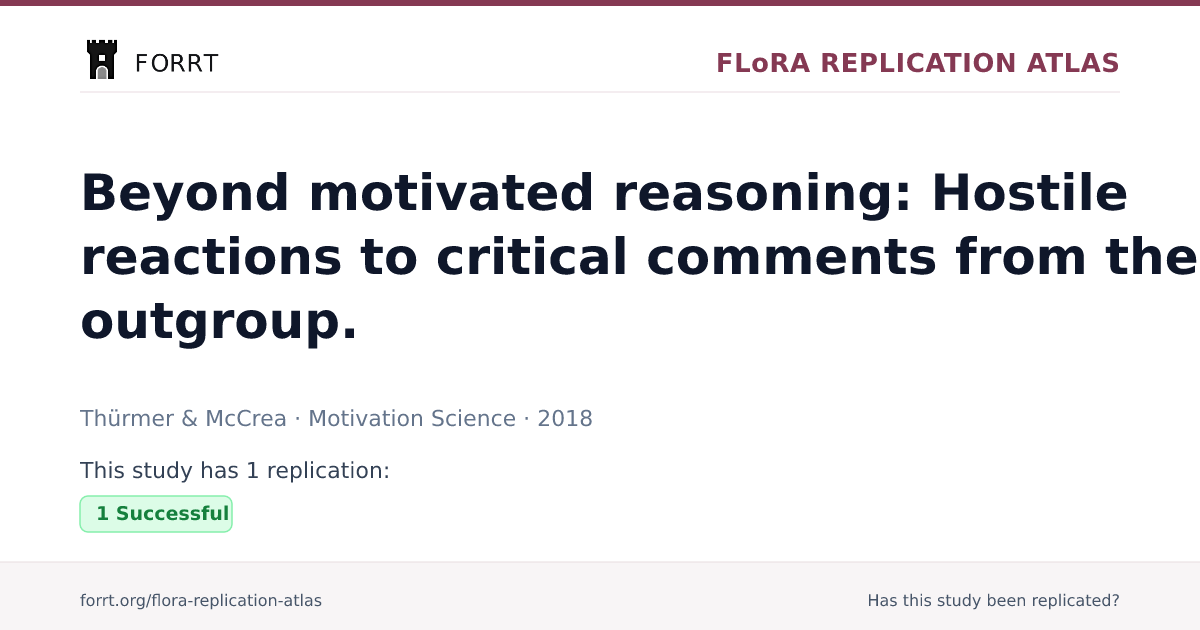 FORRT
FLoRA REPLICATION ATLAS
Beyond motivated reasoning: Hostile
reactions to critical comments from the
outgroup.
Thürmer & McCrea · Motivation Science · 2018
This study has 1 replication:
1 Successful
forrt.org/flora-replication-atlas
Has this study been replicated?